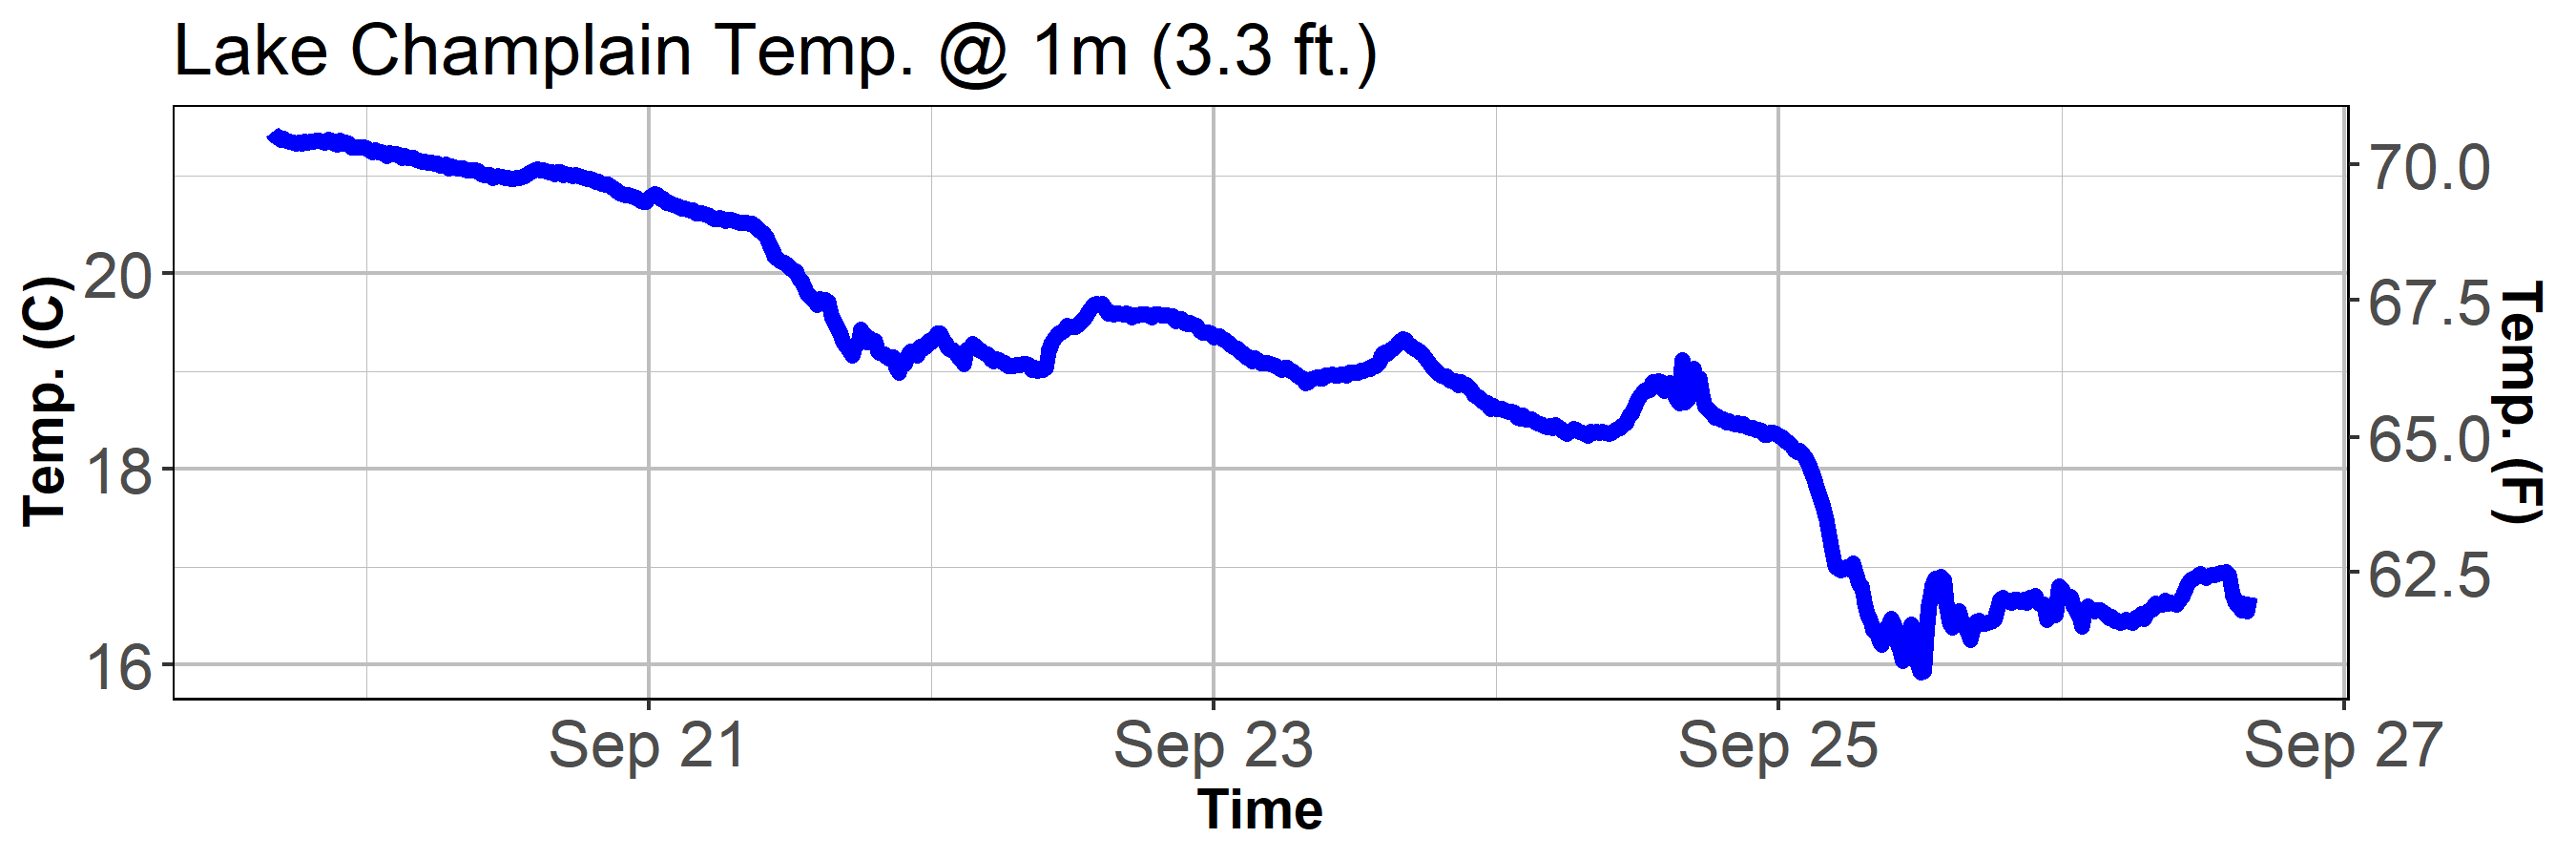 Lake Champlain Temp. @ 1m (3.3 ft.)
Temp. (C)
20
18
16
70.0
67.5
65.0
62.5
Temp. (F)
Sep 21
Sep 23
Sep 25
Sep 27
Time